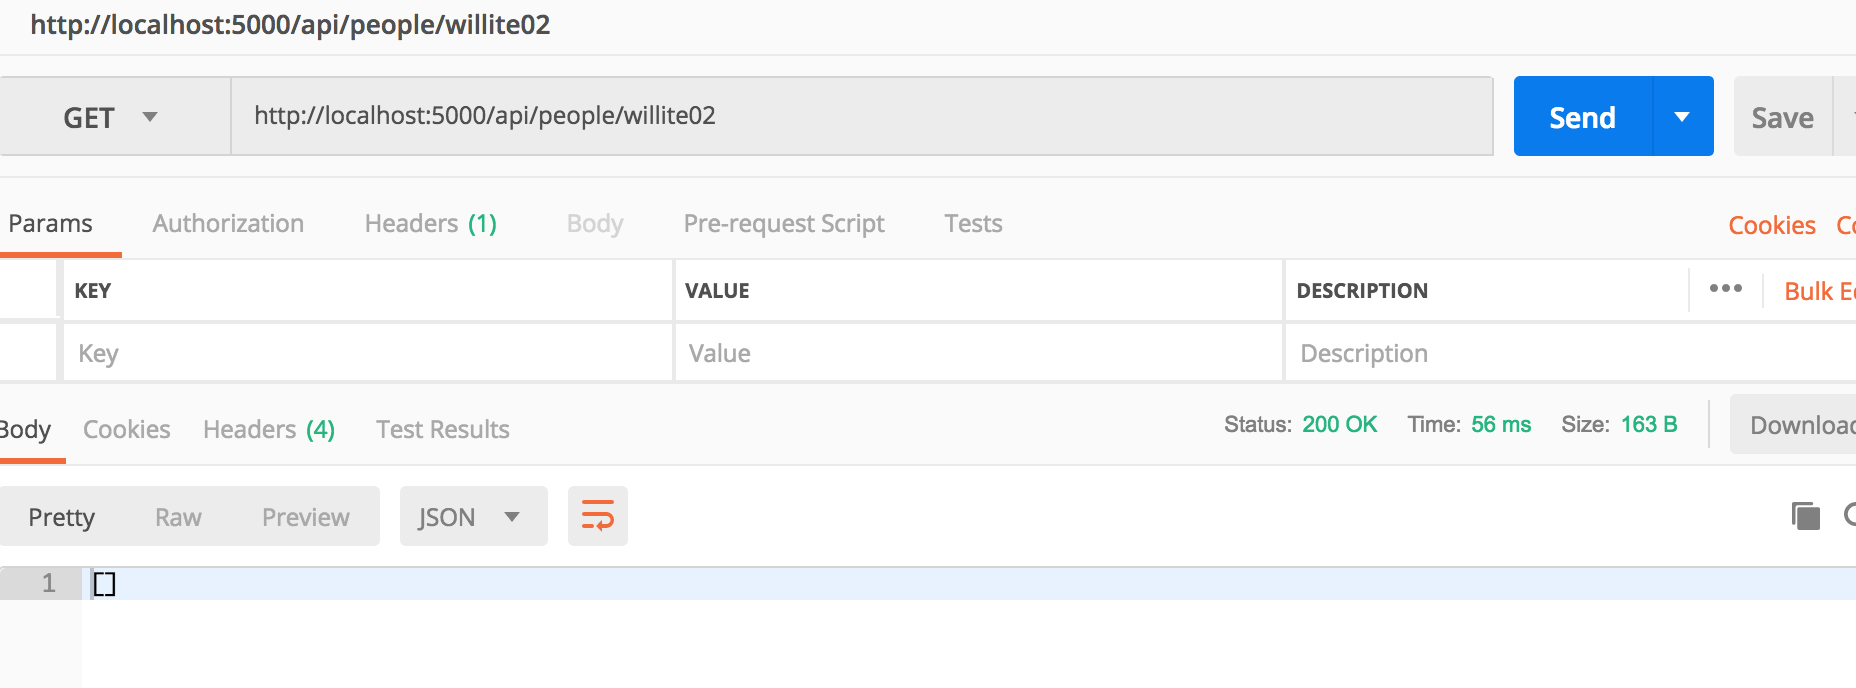 http://localhost:5000/api/people/willite02
GET http://localhost:5000/api/people/willite02 Send Save
Params Authorization Headers (1) Body Pre-request Script Tests Cookies
KEY VALUE DESCRIPTION ••• Bulk
Key Value Description
Body Cookies Headers (4) Test Results Status: 200 OK Time: 56 ms Size: 163 B Download
Pretty Raw Preview JSON
1 []